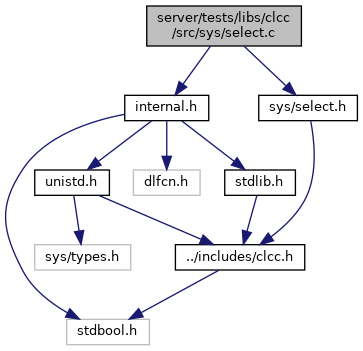 server/tests/libs/clcc
/src/sys/select.c
internal.h
sys/select.h
unistd.h
dlfcn.h
stdlib.h
sys/types.h
../includes/clcc.h
stdbool.h